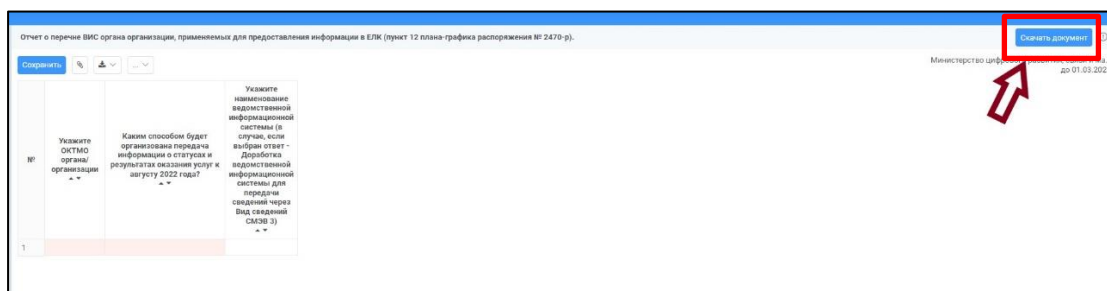 Отчет о перечне ВИС органа организации, применяемых для предоставления информации в ЕЛК (пункт 12 плана-графика распоряжения № 2470-р).
Скачать документ
Сохранить
Министерство
до 01.03.202
№
Укажите
ОКТМО
органа/
организации
Каким способом будет
организована передача
информации о статусах и
результатах оказания услуг к
августу 2022 года?
Укажите
наименование
ведомственной
информационной
системы (в
случае, если
выбран ответ -
Доработка
ведомственной
информационной
системы для
передачи
сведений через
Вид сведений
СМЭВ 3)
1